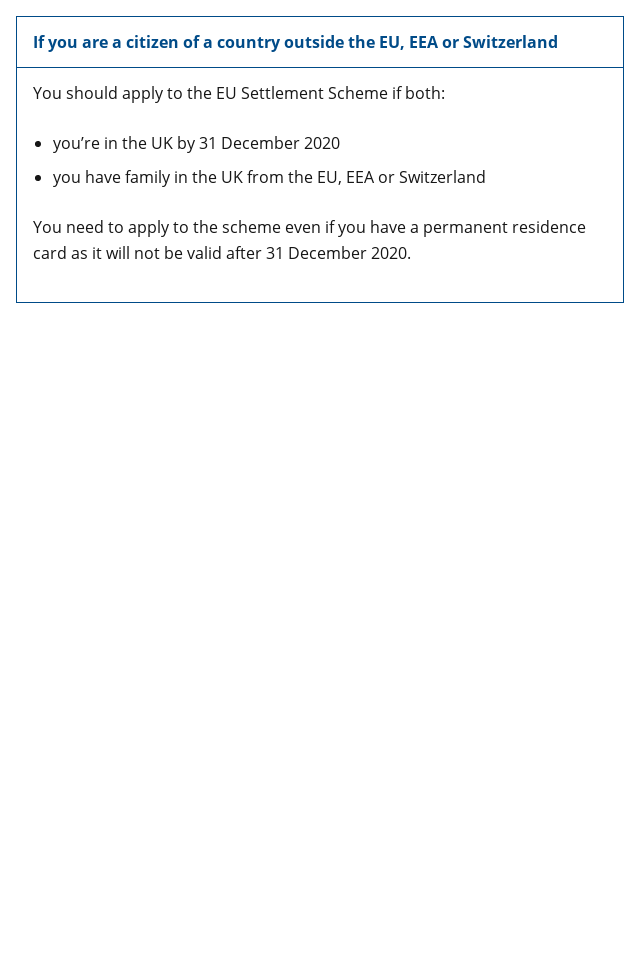 If you are a citizen of a country outside the EU, EEA or Switzerland
You should apply to the EU Settlement Scheme if both:
you’re in the UK by 31 December 2020
you have family in the UK from the EU, EEA or Switzerland
You need to apply to the scheme even if you have a permanent residence
card as it will not be valid after 31 December 2020.